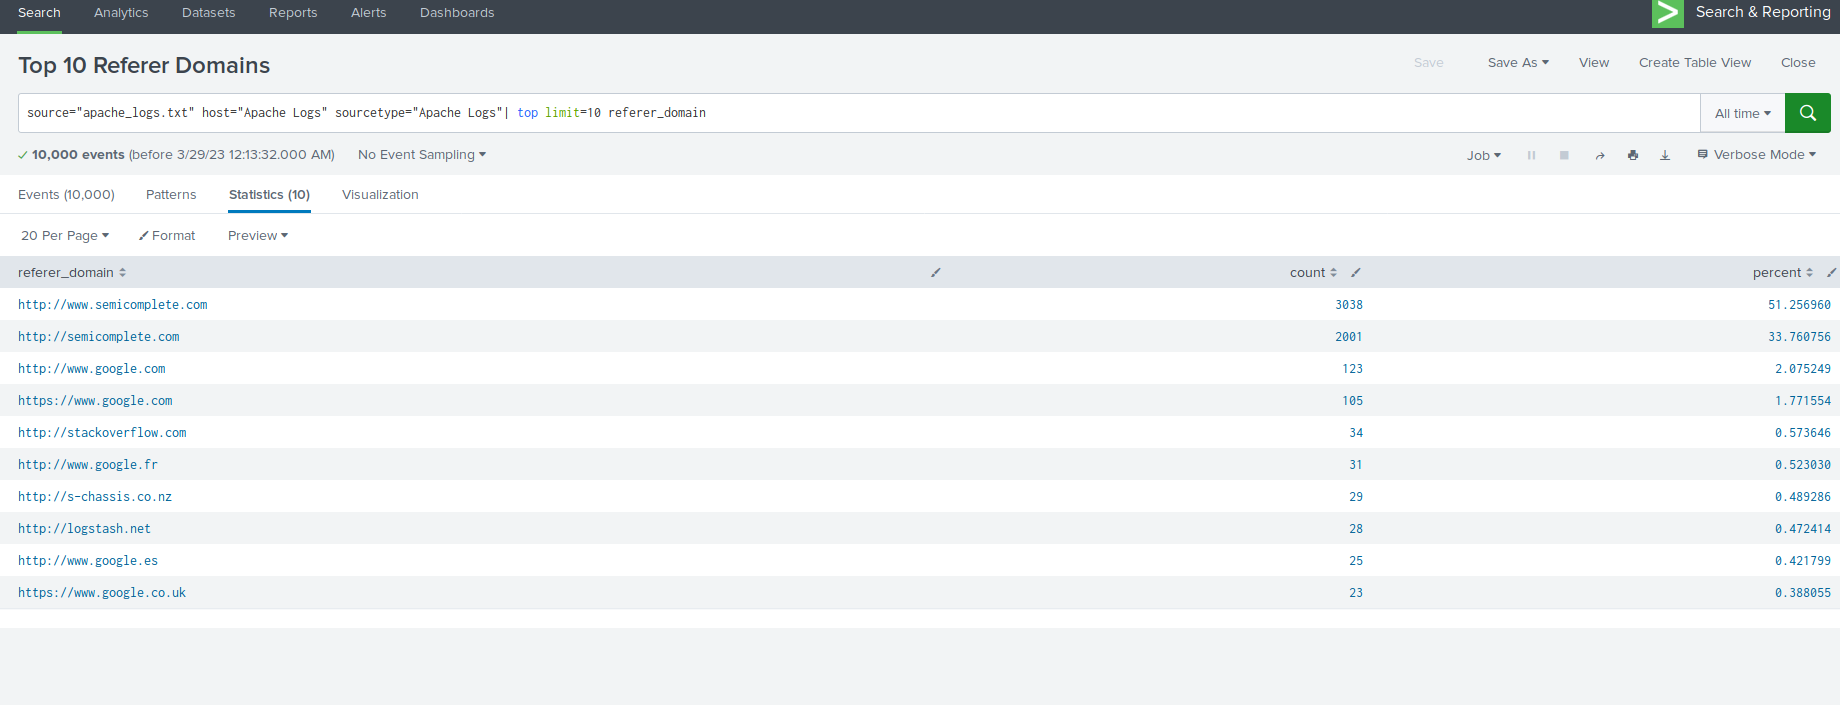 Search Analytics Datasets Reports Alerts Dashboards Search & Reporting
Top 10 Referer Domains Save Save As View Create Table View Close
source="apache_logs.txt" host="Apache Logs" sourcetype="Apache Logs"| top limit=10 referer_domain All time
10,000 events (before 3/29/23 12:13:32.000 AM) No Event Sampling Job Verbose Mode
Events (10,000) Patterns Statistics (10) Visualization
20 Per Page Format Preview
referer_domain count percent
http://www.semicomplete.com 3038 51.256960
http://semicomplete.com 2001 33.760756
http://www.google.com 123 2.075249
https://www.google.com 105 1.771554
http://stackoverflow.com 34 0.573646
http://www.google.fr 31 0.523030
http://s-chassis.co.nz 29 0.489286
http://logstash.net 28 0.472414
http://www.google.es 25 0.421799
https://www.google.co.uk 23 0.388055